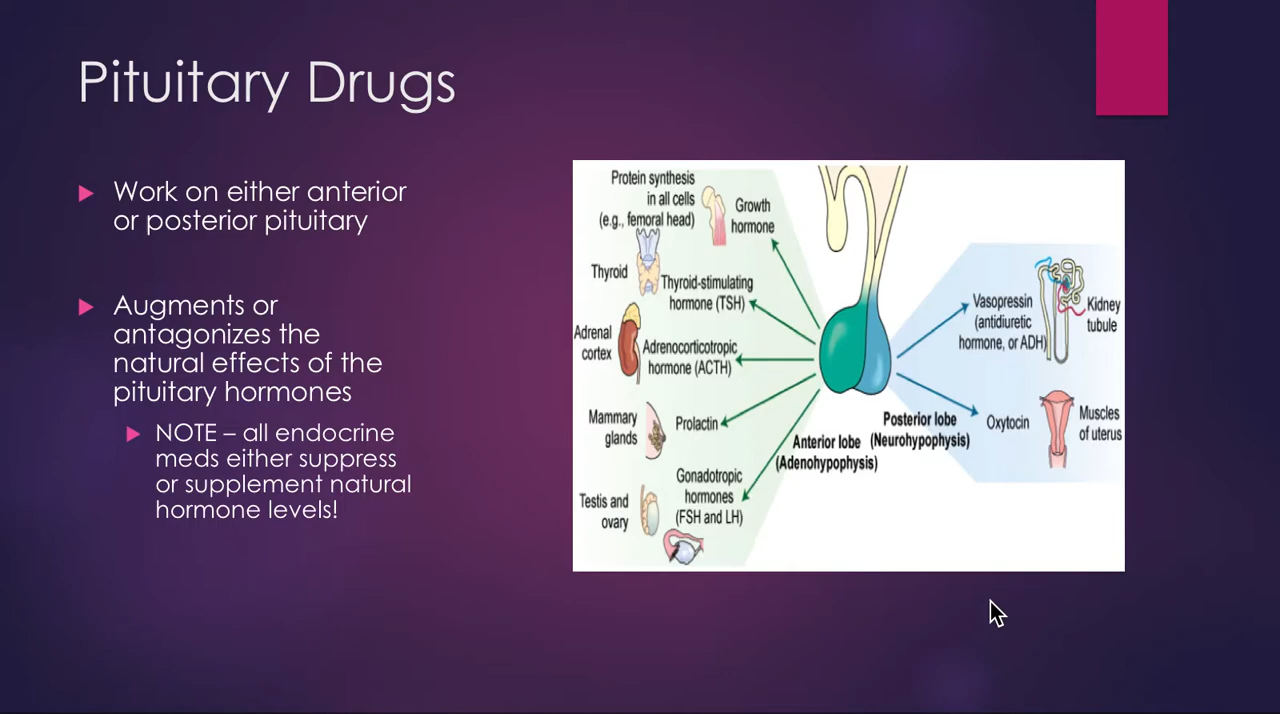 Pituitary Drugs
Work on either anterior
or posterior pituitary
Augments or
antagonizes the
natural effects of the
pituitary hormones
NOTE – all endocrine
meds either suppress
or supplement natural
hormone levels!
Protein synthesis
in all cells
(e.g., femoral head)
Growth
hormone
Thyroid
Thyroid-stimulating
hormone (TSH)
Adrenal
cortex
Adrenocorticotropic
hormone (ACTH)
Mammary
glands
Prolactin
Testis and
ovary
Gonadotropic
hormones
(FSH and LH)
Anterior lobe
(Adenohypophysis)
Posterior lobe
(Neurohypophysis)
Vasopressin
(antidiuretic
hormone, or ADH)
Kidney
tubule
Oxytocin
Muscles
of uterus